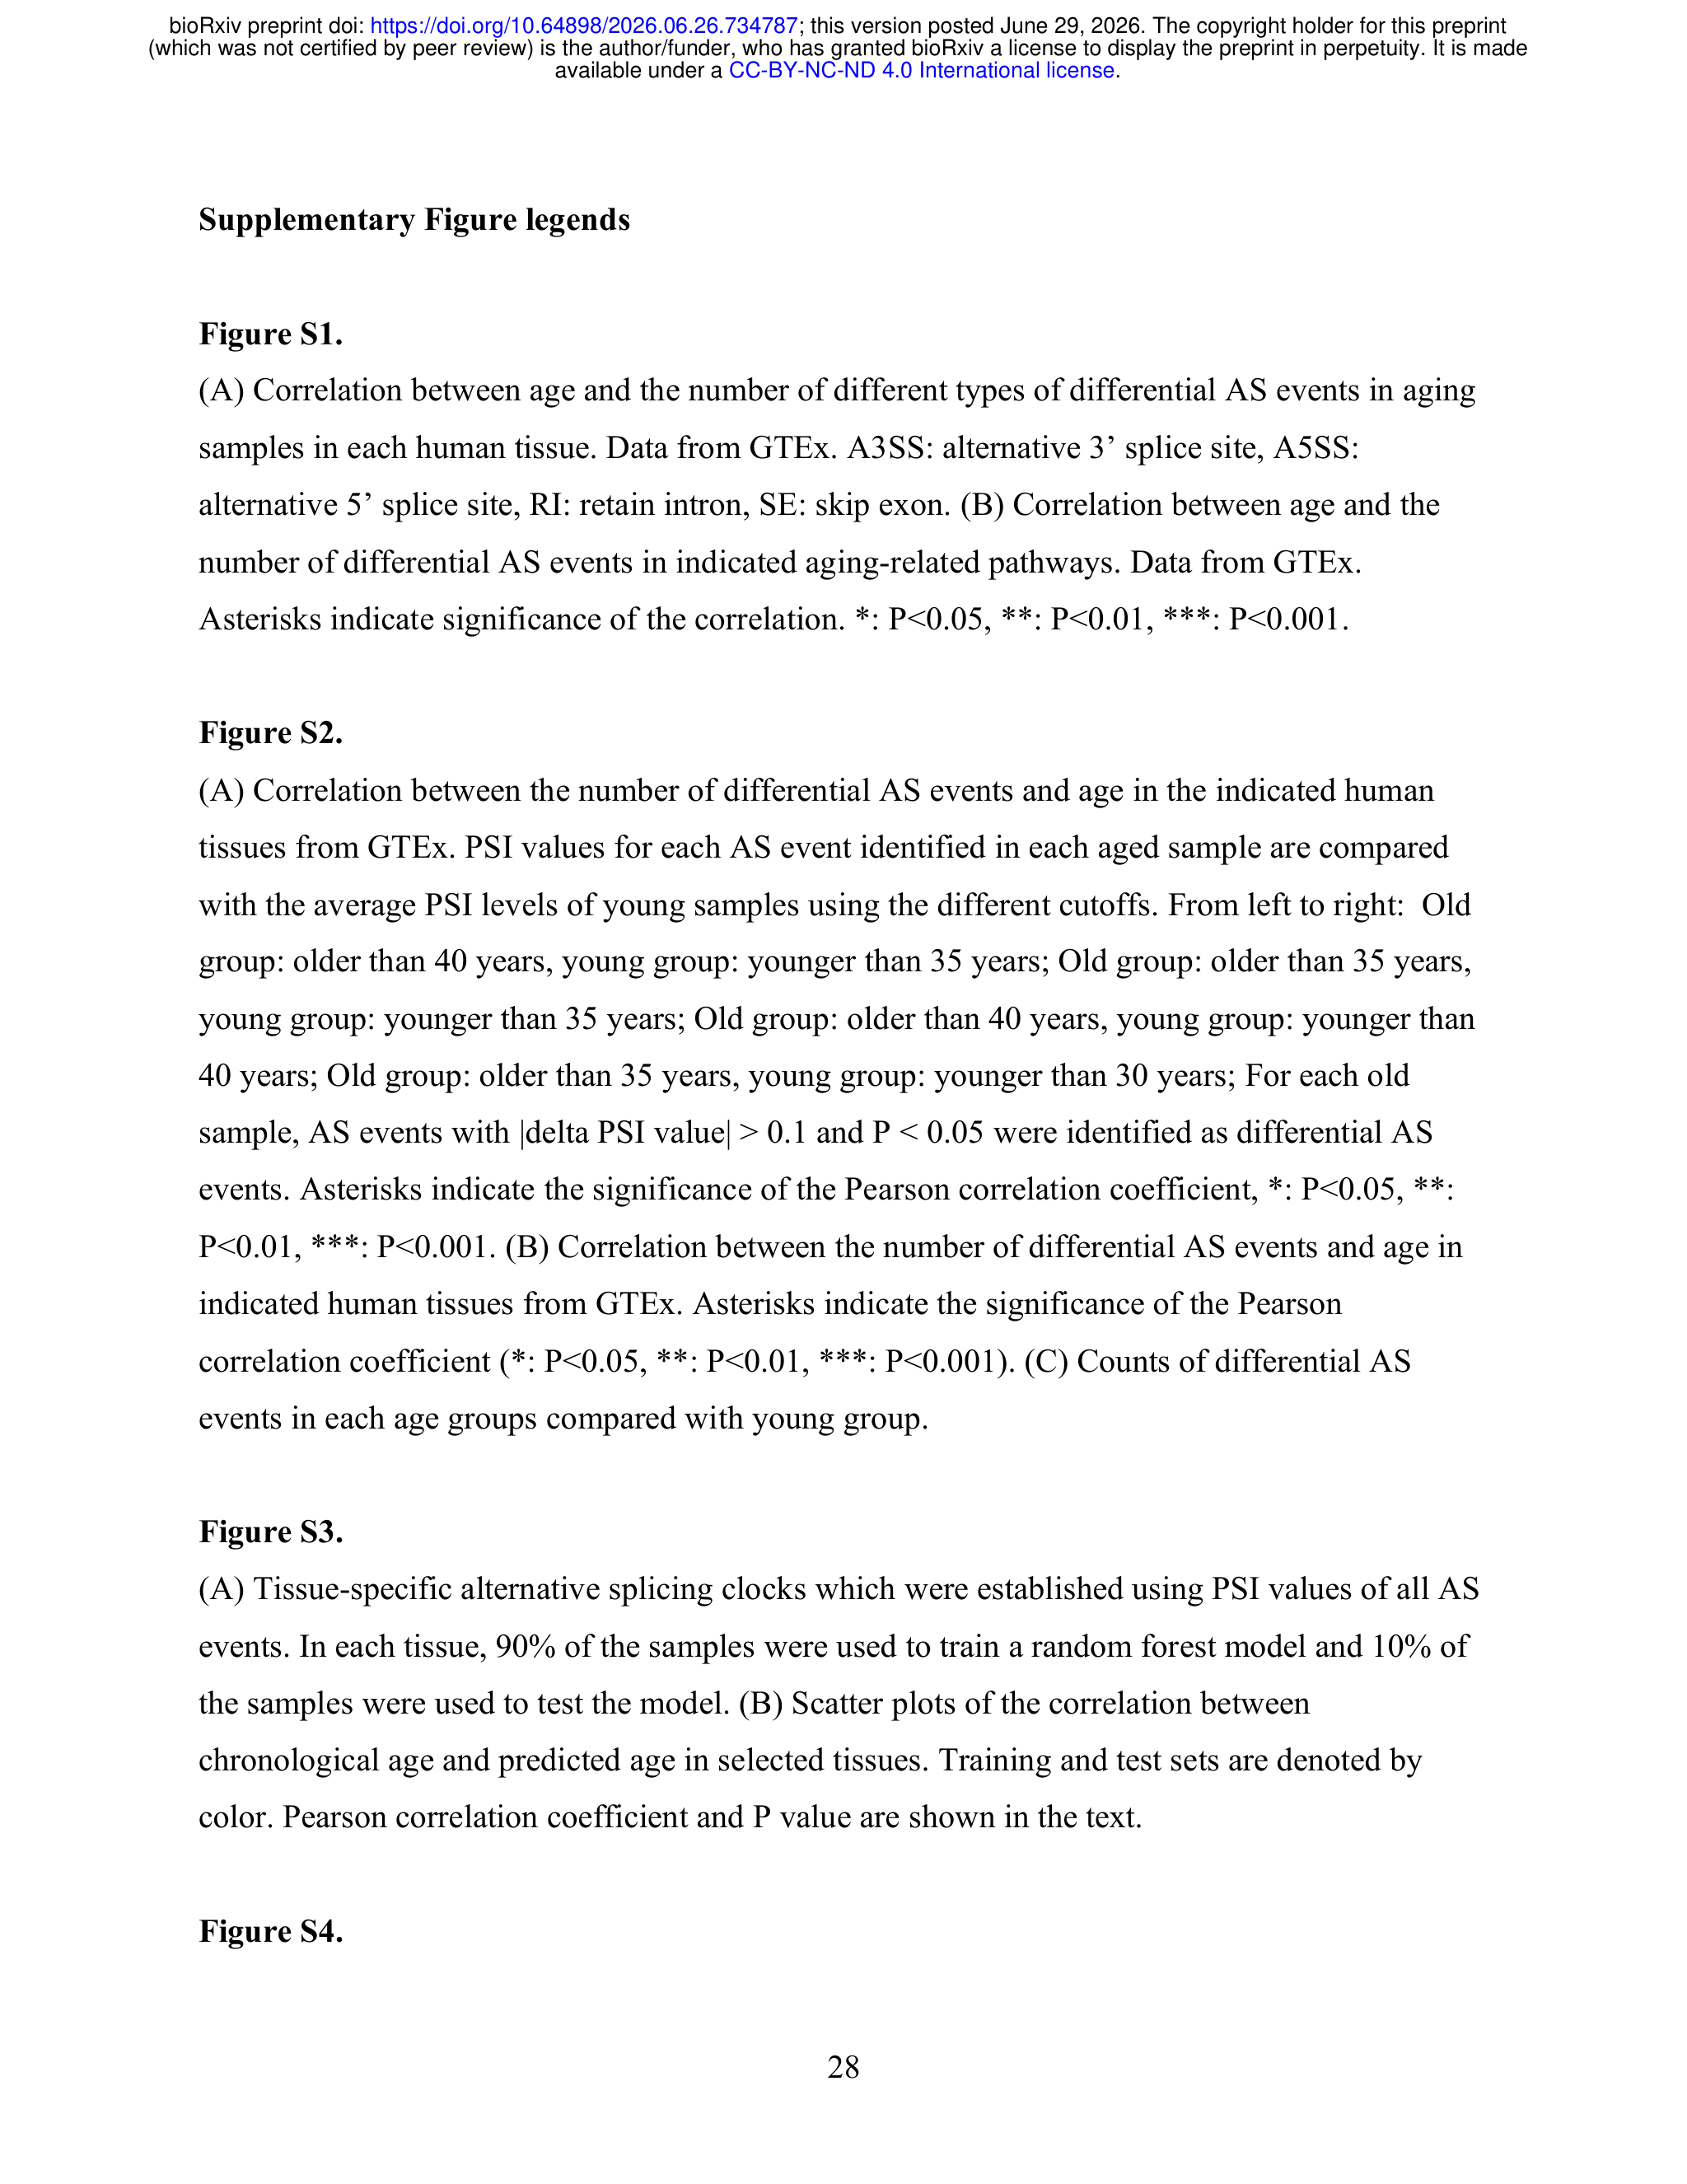 bioRxiv preprint doi: https://doi.org/10.64898/2026.06.26.734787; this version posted June 29, 2026. The copyright holder for this preprint
(which was not certified by peer review) is the author/funder, who has granted bioRxiv a license to display the preprint in perpetuity. It is made
available under a CC-BY-NC-ND 4.0 International license.
Supplementary Figure legends
Figure S1.
(A) Correlation between age and the number of different types of differential AS events in aging
samples in each human tissue. Data from GTEx. A3SS: alternative 3’ splice site, A5SS:
alternative 5’ splice site, RI: retain intron, SE: skip exon. (B) Correlation between age and the
number of differential AS events in indicated aging-related pathways. Data from GTEx.
Asterisks indicate significance of the correlation. *: P<0.05, **: P<0.01, ***: P<0.001.
Figure S2.
(A) Correlation between the number of differential AS events and age in the indicated human
tissues from GTEx. PSI values for each AS event identified in each aged sample are compared
with the average PSI levels of young samples using the different cutoffs. From left to right:  Old
group: older than 40 years, young group: younger than 35 years; Old group: older than 35 years,
young group: younger than 35 years; Old group: older than 40 years, young group: younger than
40 years; Old group: older than 35 years, young group: younger than 30 years; For each old
sample, AS events with |delta PSI value| > 0.1 and P < 0.05 were identified as differential AS
events. Asterisks indicate the significance of the Pearson correlation coefficient, *: P<0.05, **:
P<0.01, ***: P<0.001. (B) Correlation between the number of differential AS events and age in
indicated human tissues from GTEx. Asterisks indicate the significance of the Pearson
correlation coefficient (*: P<0.05, **: P<0.01, ***: P<0.001). (C) Counts of differential AS
events in each age groups compared with young group.
Figure S3.
(A) Tissue-specific alternative splicing clocks which were established using PSI values of all AS
events. In each tissue, 90% of the samples were used to train a random forest model and 10% of
the samples were used to test the model. (B) Scatter plots of the correlation between
chronological age and predicted age in selected tissues. Training and test sets are denoted by
color. Pearson correlation coefficient and P value are shown in the text.
Figure S4.
28